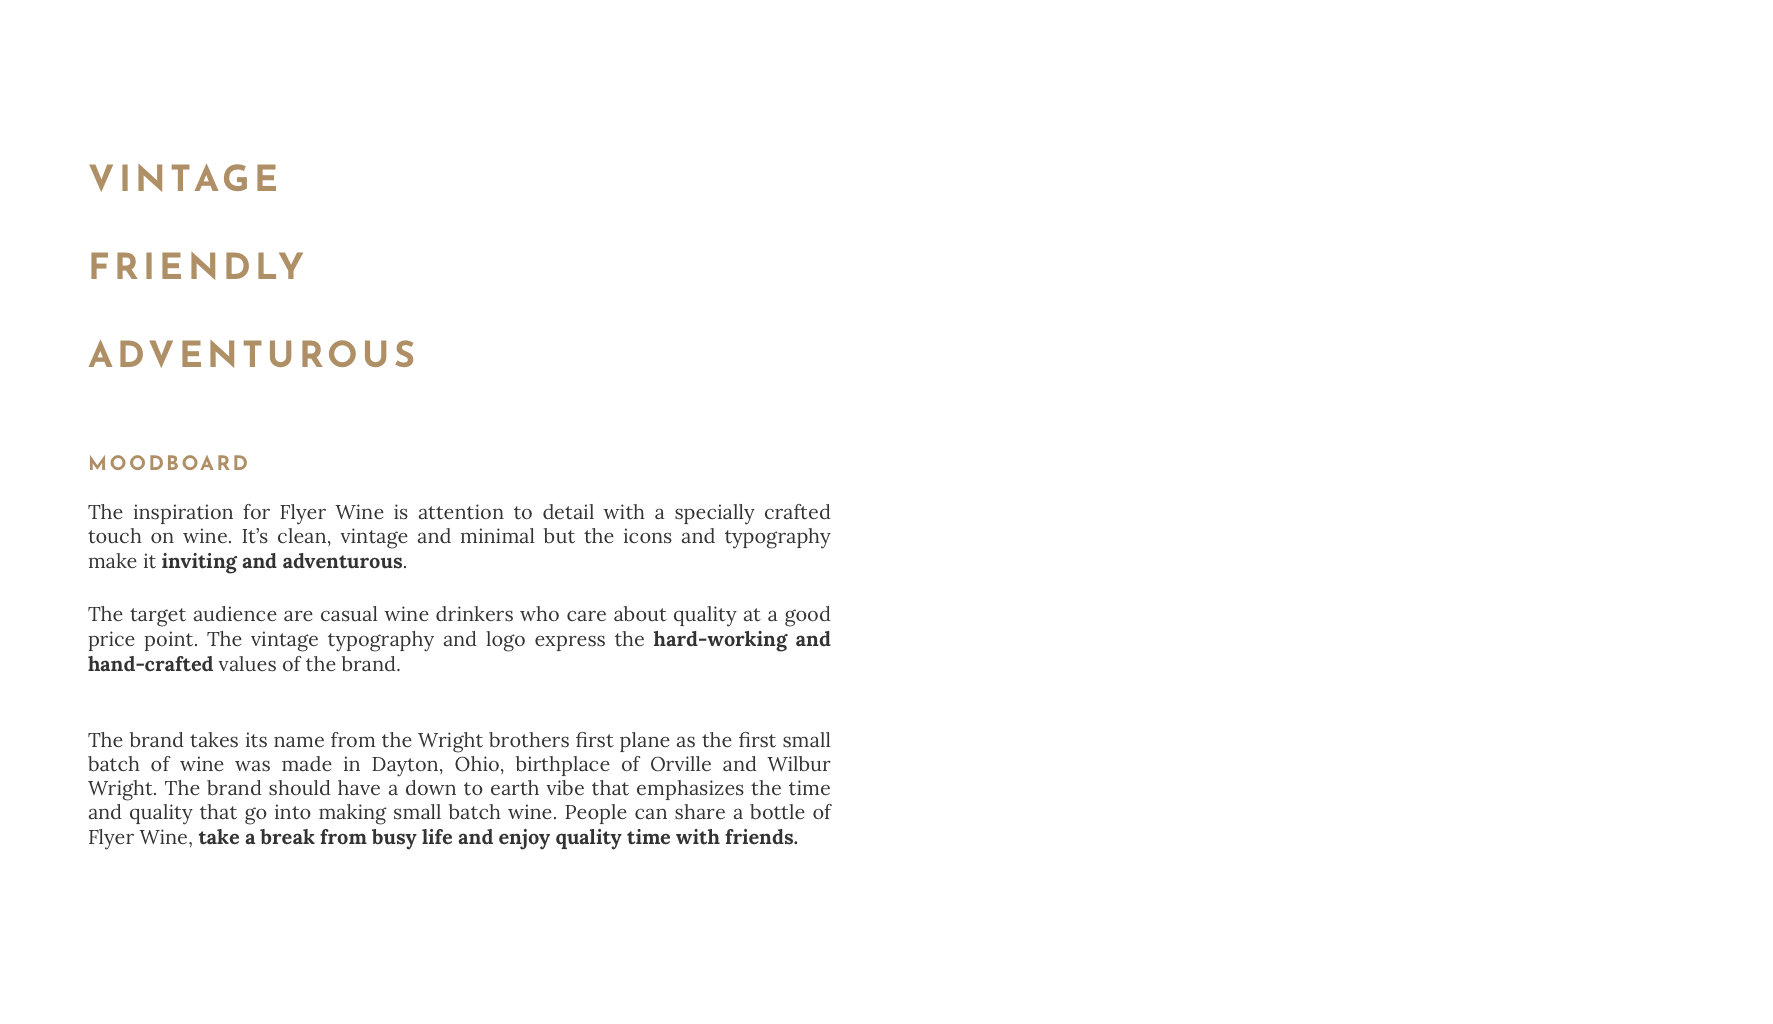 VINTAGE
FRIENDLY
ADVENTUROUS
MOODBOARD
The inspiration for Flyer Wine is attention to detail with a specially crafted
touch on wine. It’s clean, vintage and minimal but the icons and typography
make it inviting and adventurous.
The target audience are casual wine drinkers who care about quality at a good
price point. The vintage typography and logo express the hard-working and
hand-crafted values of the brand.
The brand takes its name from the Wright brothers first plane as the first small
batch of wine was made in Dayton, Ohio, birthplace of Orville and Wilbur
Wright. The brand should have a down to earth vibe that emphasizes the time
and quality that go into making small batch wine. People can share a bottle of
Flyer Wine, take a break from busy life and enjoy quality time with friends.